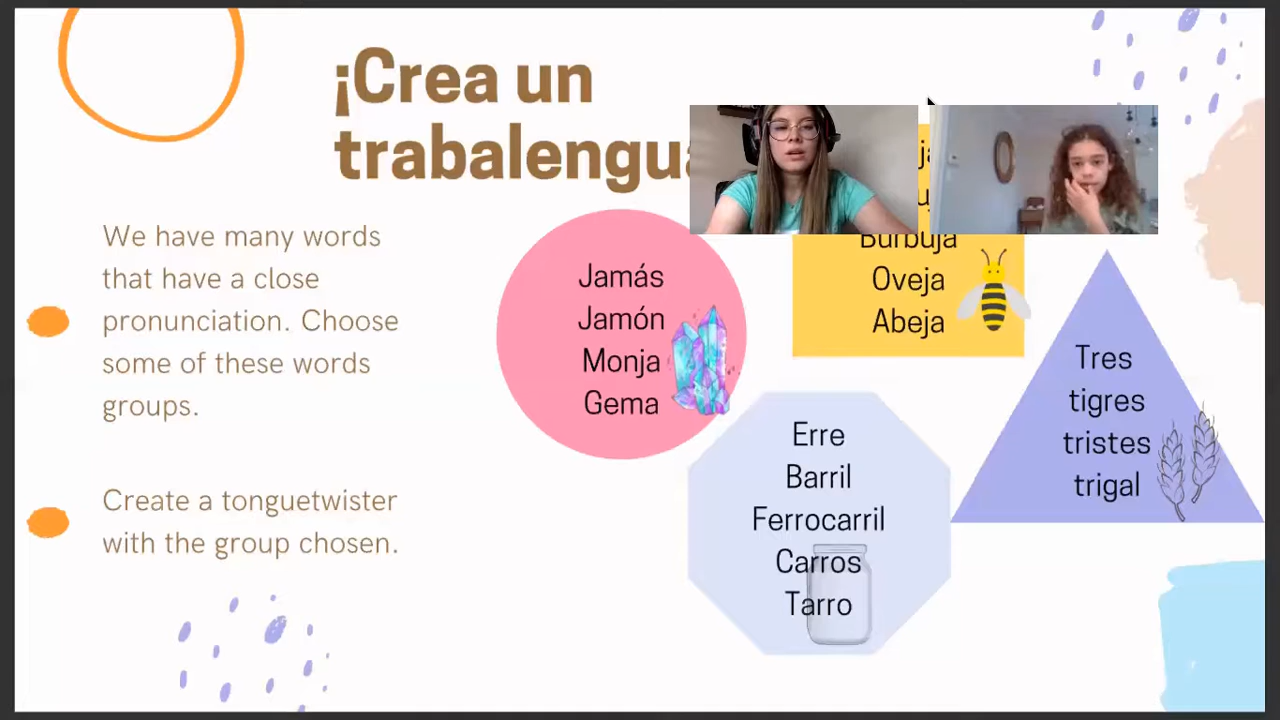 ¡Crea un
We have many words
that have a close
pronunciation. Choose
some of these words
groups.
Create a tonguetwister
with the group chosen.
Jamás
Jamón
Monja
Gema
Burbuja
Oveja
Abeja
Erre
Barril
Ferrocarril
Carros
Tarro
Tres
tigres
tristes
trigal